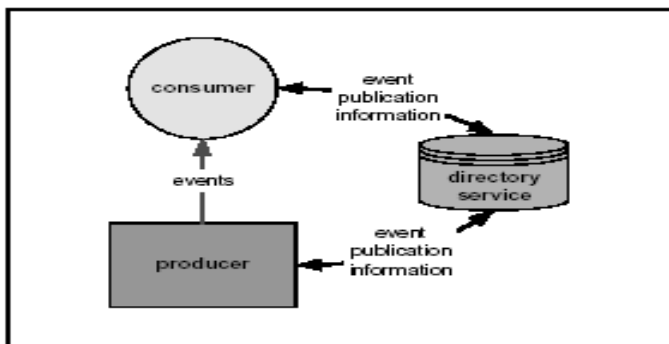 consumer
event
publication
information
directory
service
events
event
publication
information
producer